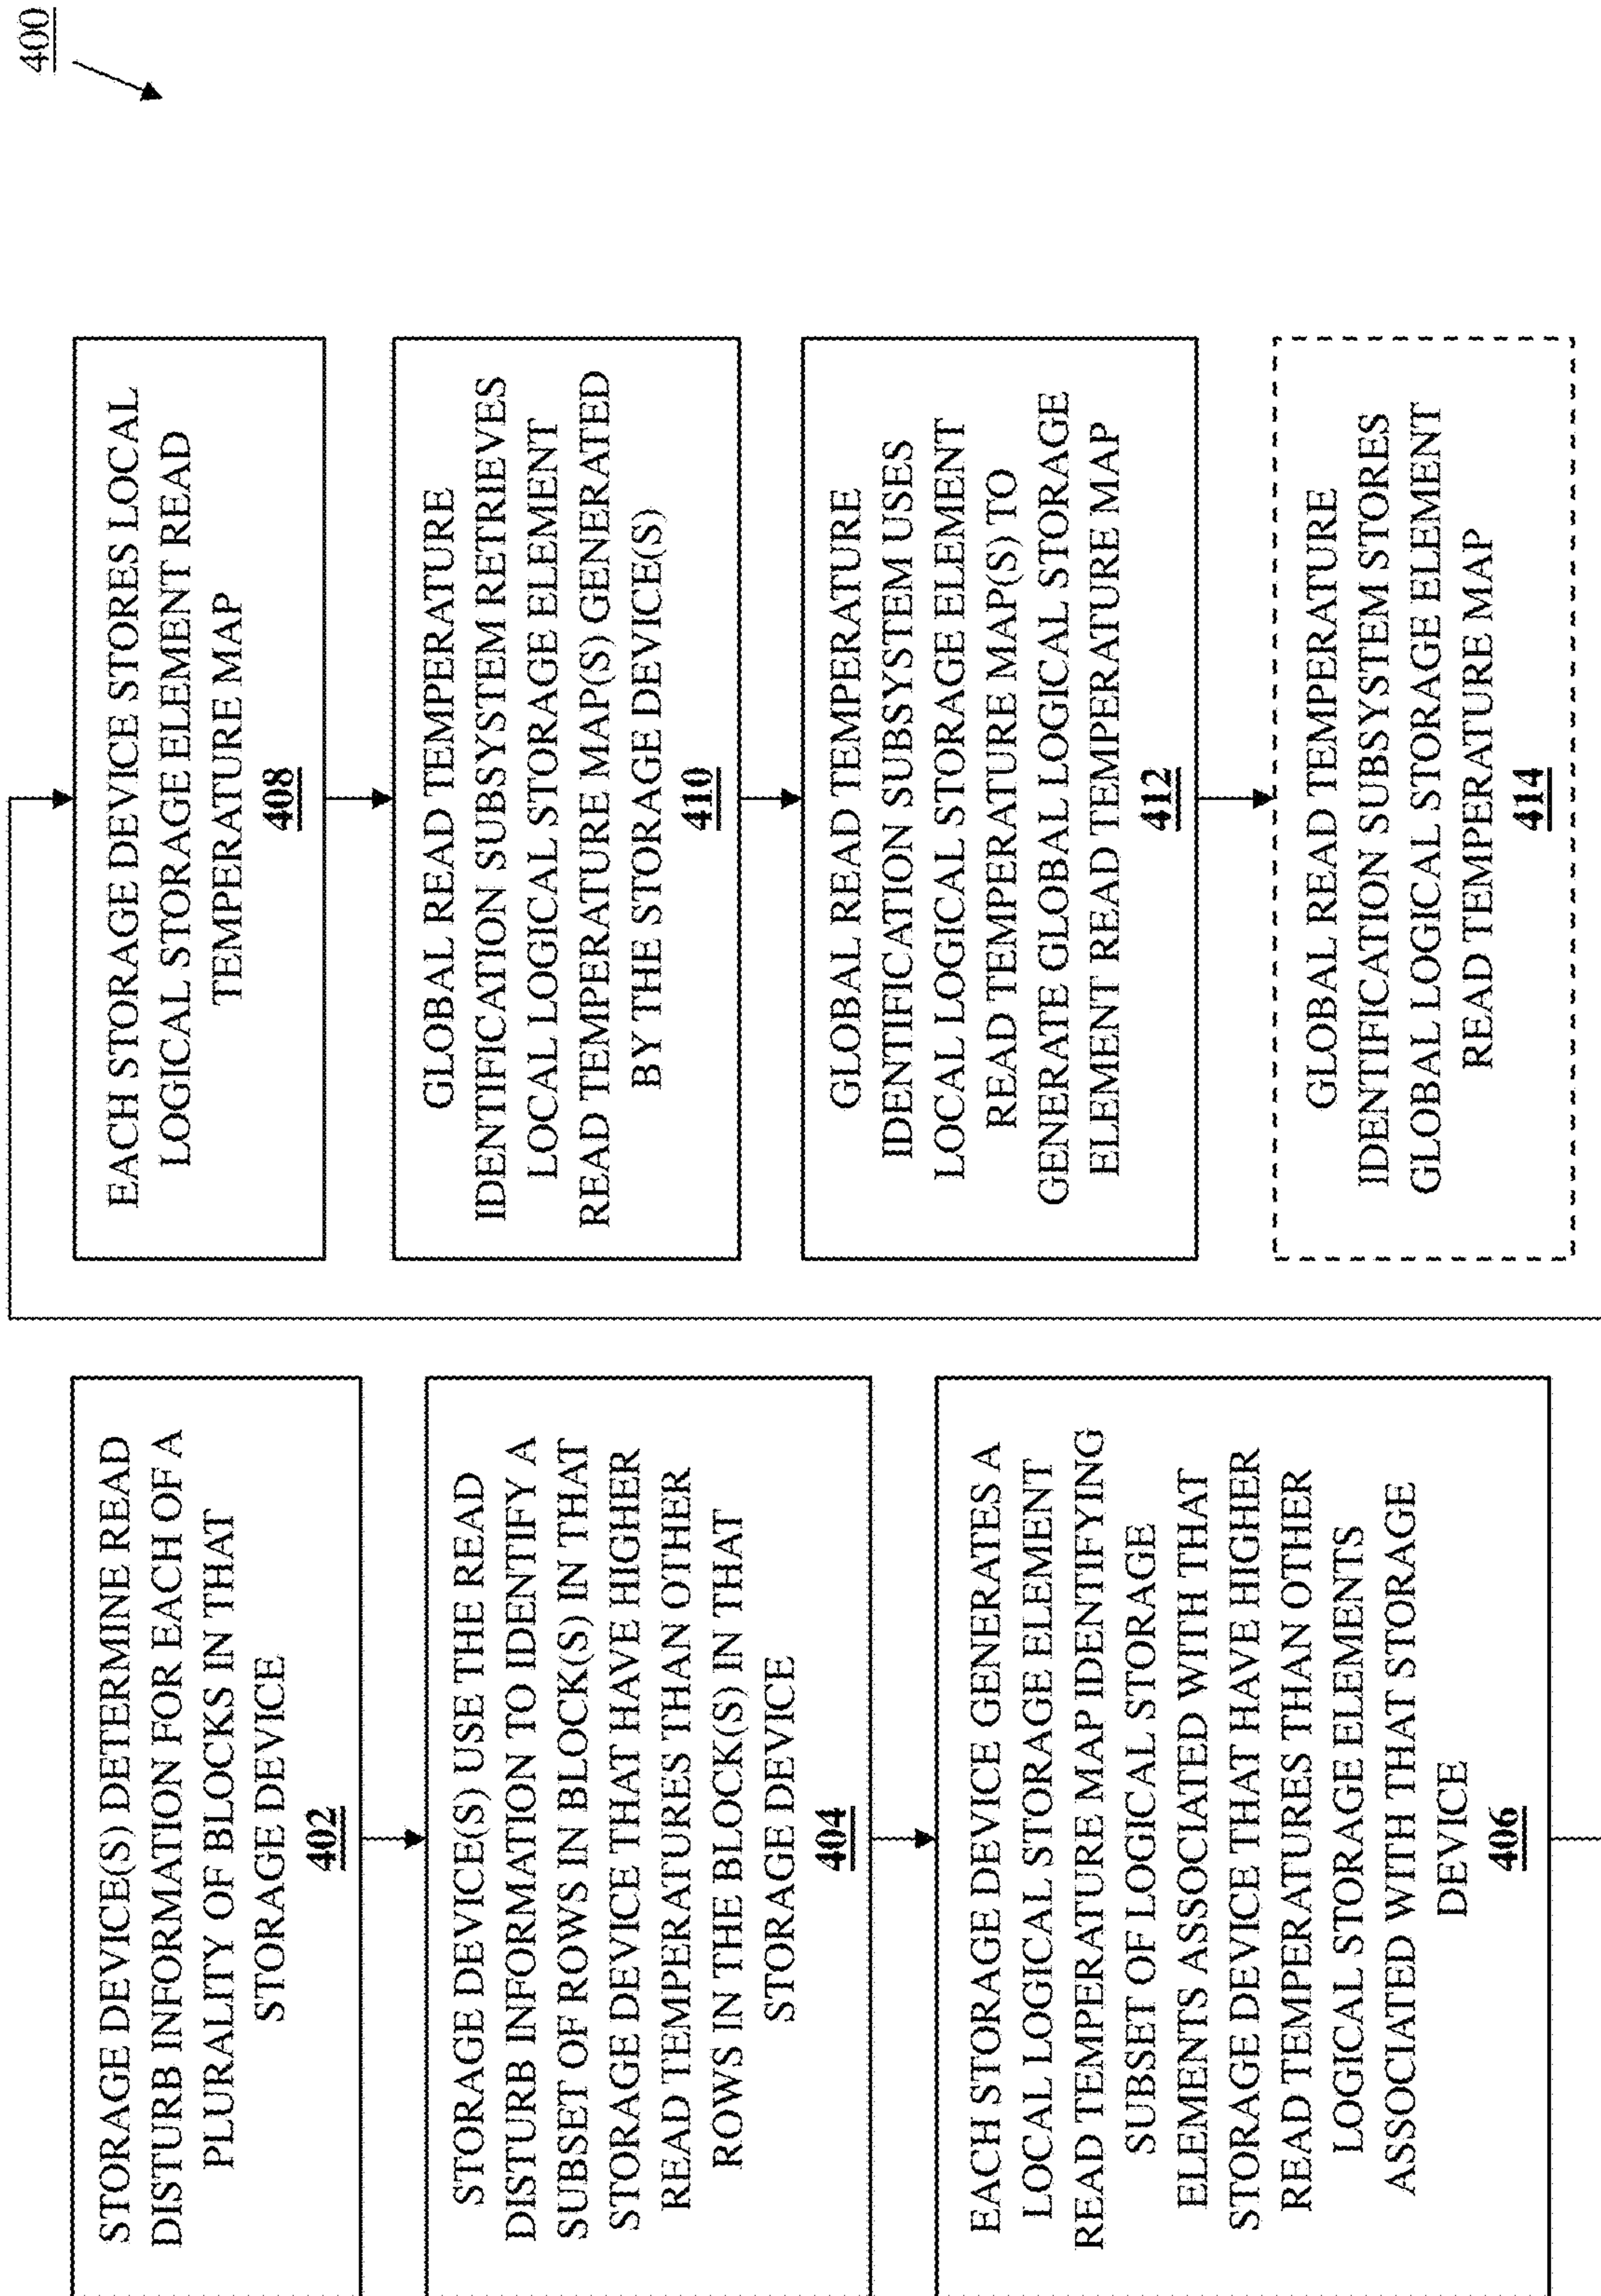 400
STORAGE DEVICE(S) DETERMINE READ
DISTURB INFORMATION FOR EACH OF A
PLURALITY OF BLOCKS IN THAT
STORAGE DEVICE
402
STORAGE DEVICE(S) USE THE READ
DISTURB INFORMATION TO IDENTIFY A
SUBSET OF ROWS IN BLOCK(S) IN THAT
STORAGE DEVICE THAT HAVE HIGHER
READ TEMPERATURES THAN OTHER
ROWS IN THE BLOCK(S) IN THAT
STORAGE DEVICE
404
EACH STORAGE DEVICE GENERATES A
LOCAL LOGICAL STORAGE ELEMENT
READ TEMPERATURE MAP IDENTIFYING
SUBSET OF LOGICAL STORAGE
ELEMENTS ASSOCIATED WITH THAT
STORAGE DEVICE THAT HAVE HIGHER
READ TEMPERATURES THAN OTHER
LOGICAL STORAGE ELEMENTS
ASSOCIATED WITH THAT STORAGE
DEVICE
406
EACH STORAGE DEVICE STORES LOCAL
LOGICAL STORAGE ELEMENT READ
TEMPERATURE MAP
408
GLOBAL READ TEMPERATURE
IDENTIFICATION SUBSYSTEM RETRIEVES
LOCAL LOGICAL STORAGE ELEMENT
READ TEMPERATURE MAP(S) GENERATED
BY THE STORAGE DEVICE(S)
410
GLOBAL READ TEMPERATURE
IDENTIFICATION SUBSYSTEM USES
LOCAL LOGICAL STORAGE ELEMENT
READ TEMPERATURE MAP(S) TO
GENERATE GLOBAL LOGICAL STORAGE
ELEMENT READ TEMPERATURE MAP
412
GLOBAL READ TEMPERATURE
IDENTIFICATION SUBSYSTEM STORES
GLOBAL LOGICAL STORAGE ELEMENT
READ TEMPERATURE MAP
414